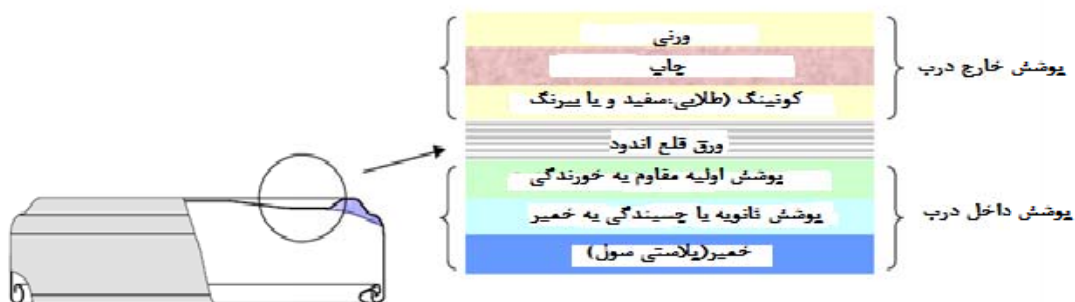 ورنی
چاپ
کوتینگ (طلایی،سفید و یا بیرنگ
پوشش خارج درب
ورق قلع اندود
پوشش اولیه مقاوم به خورندگی
پوشش ثانویه با چسبندگی به خمیر
خمیر(پلاستی سول)
پوشش داخل درب